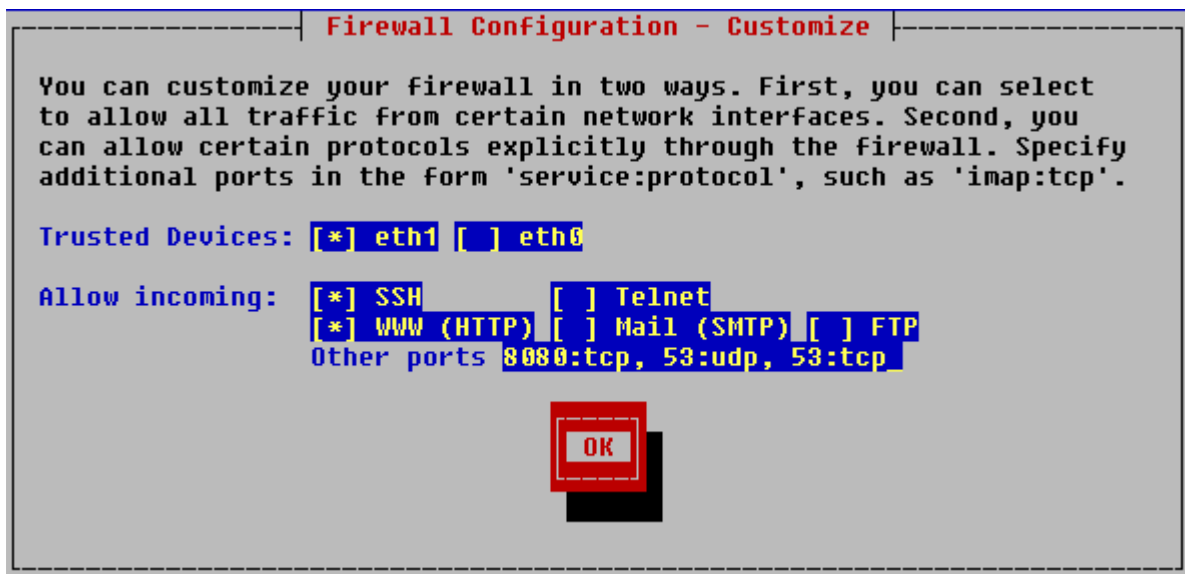 Firewall Configuration - Customize
You can customize your firewall in two ways. First, you can select
to allow all traffic from certain network interfaces. Second, you
can allow certain protocols explicitly through the firewall. Specify
additional ports in the form 'service:protocol', such as 'imap:tcp'.
Trusted Devices: [*] eth1 [ ] eth0
Allow incoming: [*] SSH [ ] Telnet
[*] WWW (HTTP) [ ] Mail (SMTP) [ ] FTP
Other ports 8080:tcp, 53:udp, 53:tcp_
OK